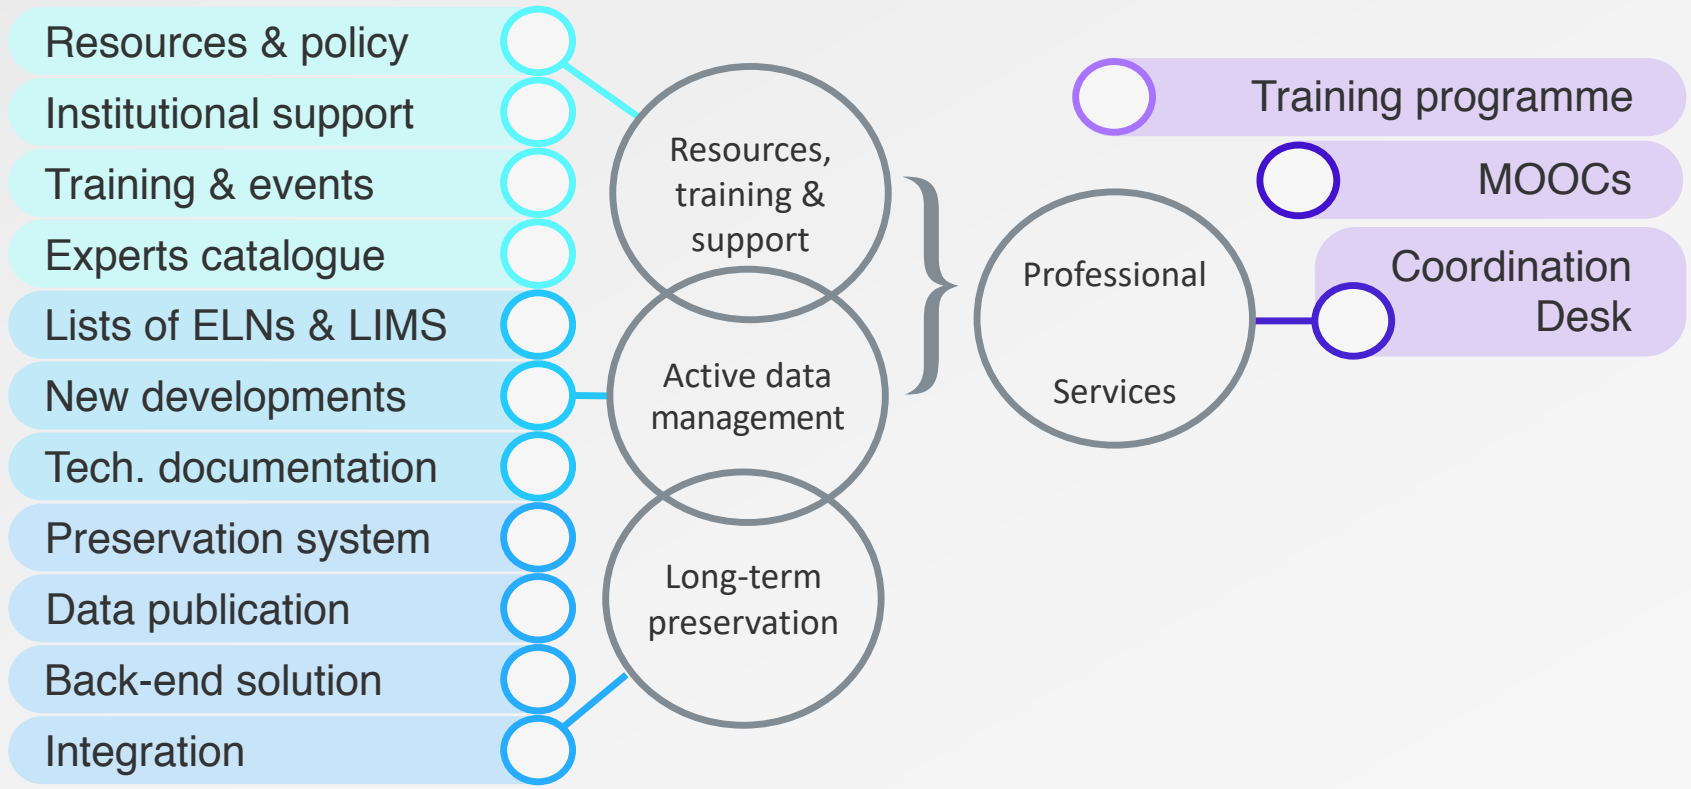 Resources & policy
Institutional support
Training & events
Experts catalogue
Lists of ELNs & LIMS
New developments
Tech. documentation
Preservation system
Data publication
Back-end solution
Integration
Resources,
training &
support
Active data
management
Long-term
preservation
}
Professional
Services
Training programme
MOOCs
Coordination
Desk